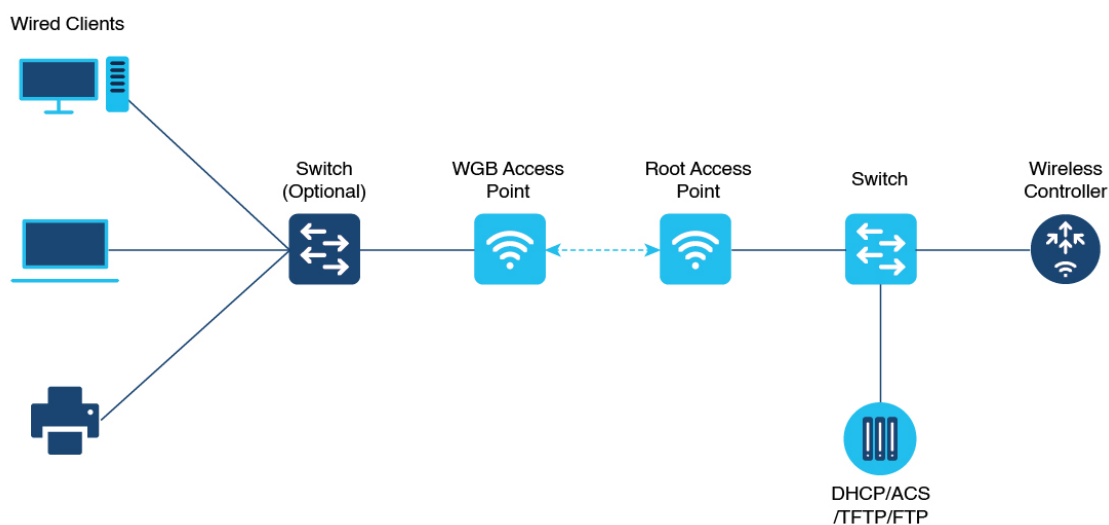 Wired Clients
Switch
(Optional)
WGB Access
Point
Root Access
Point
Switch
Wireless
Controller
DHCP/ACS
/TFTP/FTP